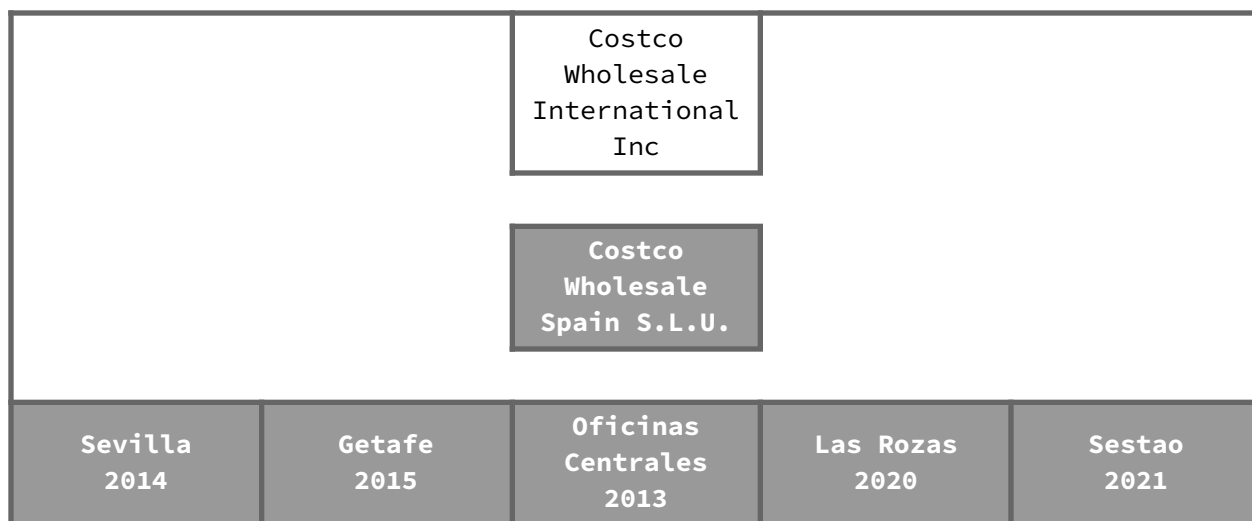 Costco
Wholesale
International
Inc
Costco
Wholesale
Spain S.L.U.
Sevilla
2014
Getafe
2015
Oficinas
Centrales
2013
Las Rozas
2020
Sestao
2021